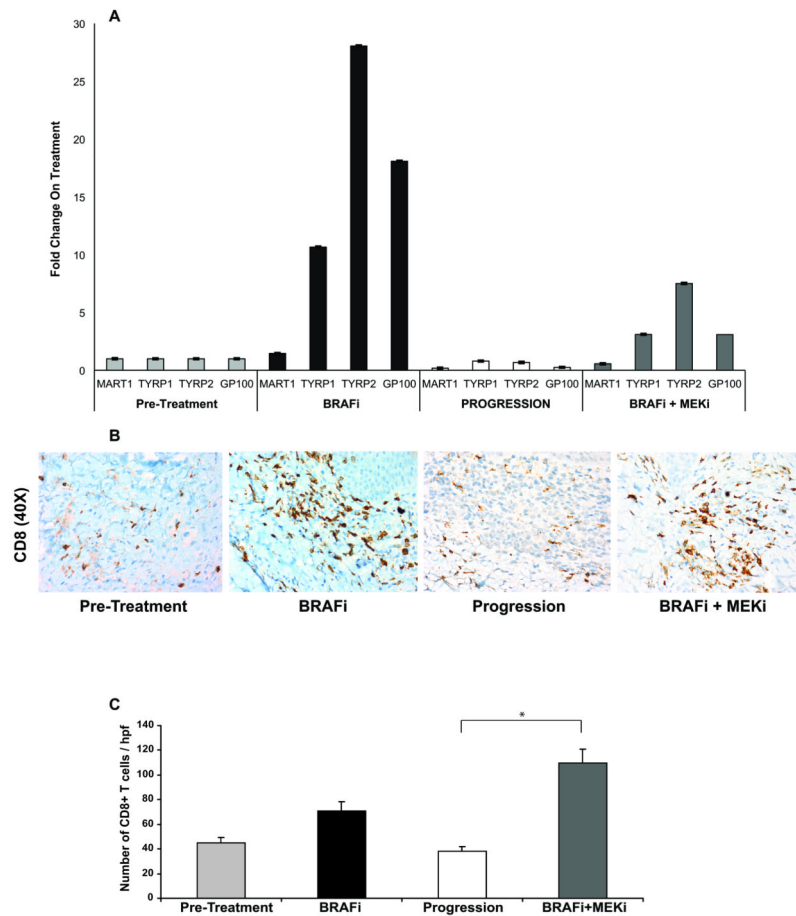 A
Fold Change On Treatment
30
25
20
15
10
5
0
MART1 TYRP1 TYRP2 GP100 MART1 TYRP1 TYRP2 GP100 MART1 TYRP1 TYRP2 GP100 MART1 TYRP1 TYRP2 GP100
Pre-Treatment BRAFi PROGRESSION BRAFi + MEKi
B
CD8 (40X)
Pre-Treatment BRAFi Progression BRAFi + MEKi
C
Number of CD8+ T cells / hpf
140
120
100
80
60
40
20
0
*
Pre-Treatment BRAFi Progression BRAFi+MEKi